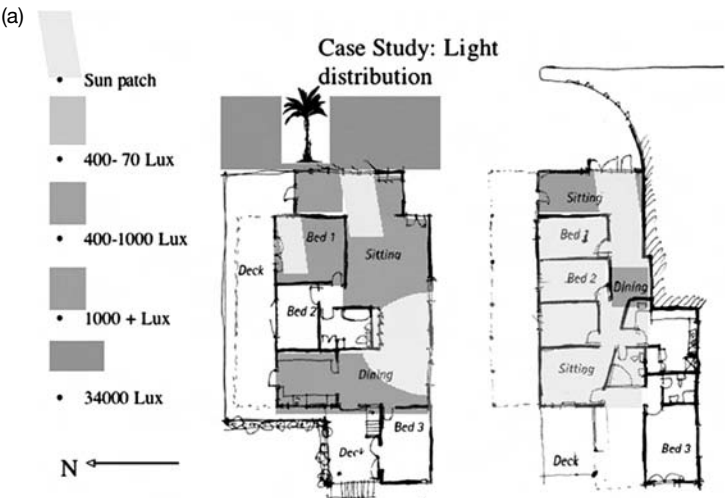 (a)
Case Study: Light
distribution
• Sun patch
• 400- 70 Lux
• 400-1000 Lux
• 1000 + Lux
• 34000 Lux
N
Bed 1
Sitting
Deck
Bed 2
Dining
Bed 3
Deck
Sitting
Bed 1
Bed 2
Dining
Sitting
Deck
Bed 3